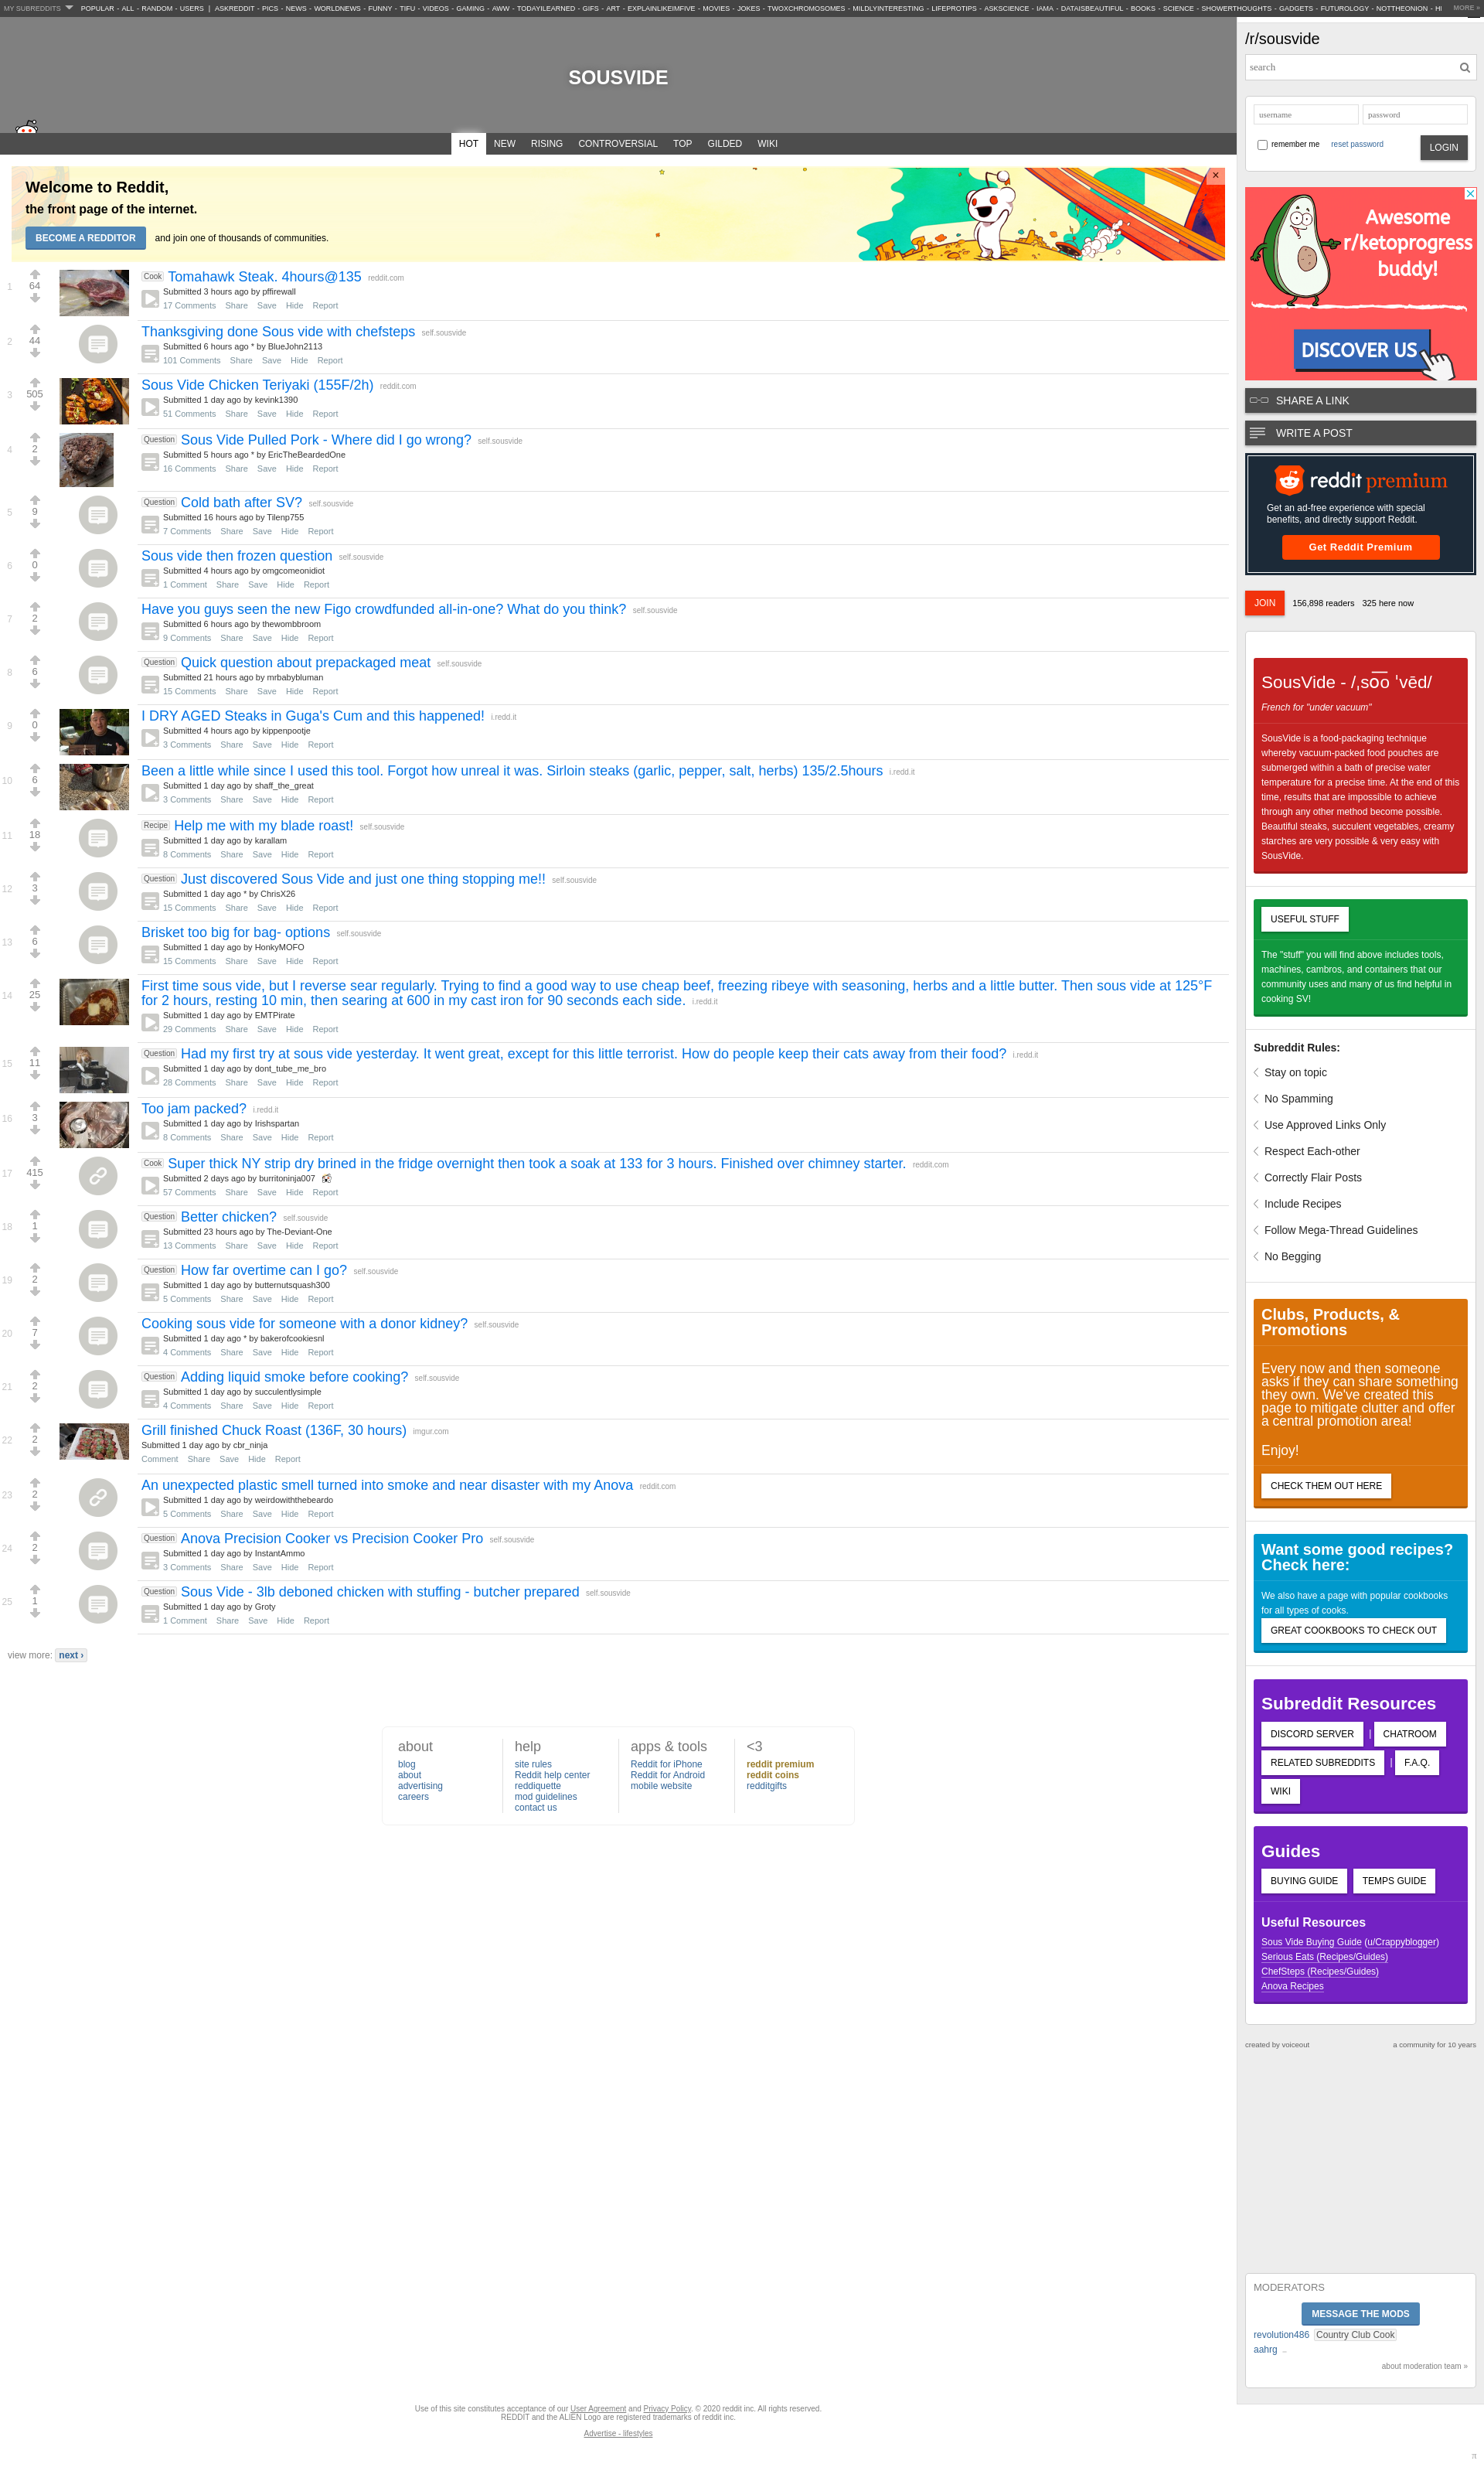 MY SUBREDDITS POPULAR - ALL - RANDOM - USERS | ASKREDDIT - PICS - NEWS - WORLDNEWS - FUNNY - TIFU - VIDEOS - GAMING - AWW - TODAYILEARNED - GIFS - ART - EXPLAINLIKEIMFIVE - MOVIES - JOKES - TWOXCHROMOSOMES - MILDLYINTERESTING - LIFEPROTIPS - ASKSCIENCE - IAMA - DATAISBEAUTIFUL - BOOKS - SCIENCE - SHOWERTHOUGHTS - GADGETS - FUTUROLOGY - NOTTHEONION - HI MORE »
SOUSVIDE
HOT NEW RISING CONTROVERSIAL TOP GILDED WIKI
Welcome to Reddit,
the front page of the internet.
BECOME A REDDITOR and join one of thousands of communities.
×
1 64 Cook Tomahawk Steak. 4hours@135 reddit.com
Submitted 3 hours ago by pffirewall
17 Comments Share Save Hide Report
2 44 Thanksgiving done Sous vide with chefsteps self.sousvide
Submitted 6 hours ago * by BlueJohn2113
101 Comments Share Save Hide Report
3 505 Sous Vide Chicken Teriyaki (155F/2h) reddit.com
Submitted 1 day ago by kevink1390
51 Comments Share Save Hide Report
4 2 Question Sous Vide Pulled Pork - Where did I go wrong? self.sousvide
Submitted 5 hours ago * by EricTheBeardedOne
16 Comments Share Save Hide Report
5 9 Question Cold bath after SV? self.sousvide
Submitted 16 hours ago by Tilenp755
7 Comments Share Save Hide Report
6 0 Sous vide then frozen question self.sousvide
Submitted 4 hours ago by omgcomeonidiot
1 Comment Share Save Hide Report
7 2 Have you guys seen the new Figo crowdfunded all-in-one? What do you think? self.sousvide
Submitted 6 hours ago by thewombbroom
9 Comments Share Save Hide Report
8 6 Question Quick question about prepackaged meat self.sousvide
Submitted 21 hours ago by mrbabybluman
15 Comments Share Save Hide Report
9 0 I DRY AGED Steaks in Guga's Cum and this happened! i.redd.it
Submitted 4 hours ago by kippenpootje
3 Comments Share Save Hide Report
10 6 Been a little while since I used this tool. Forgot how unreal it was. Sirloin steaks (garlic, pepper, salt, herbs) 135/2.5hours i.redd.it
Submitted 1 day ago by shaff_the_great
3 Comments Share Save Hide Report
11 18 Recipe Help me with my blade roast! self.sousvide
Submitted 1 day ago by karallam
8 Comments Share Save Hide Report
12 3 Question Just discovered Sous Vide and just one thing stopping me!! self.sousvide
Submitted 1 day ago * by ChrisX26
15 Comments Share Save Hide Report
13 6 Brisket too big for bag- options self.sousvide
Submitted 1 day ago by HonkyMOFO
15 Comments Share Save Hide Report
14 25 First time sous vide, but I reverse sear regularly. Trying to find a good way to use cheap beef, freezing ribeye with seasoning, herbs and a little butter. Then sous vide at 125°F
for 2 hours, resting 10 min, then searing at 600 in my cast iron for 90 seconds each side. i.redd.it
Submitted 1 day ago by EMTPirate
29 Comments Share Save Hide Report
15 11 Question Had my first try at sous vide yesterday. It went great, except for this little terrorist. How do people keep their cats away from their food? i.redd.it
Submitted 1 day ago by dont_tube_me_bro
28 Comments Share Save Hide Report
16 3 Too jam packed? i.redd.it
Submitted 1 day ago by Irishspartan
8 Comments Share Save Hide Report
17 415 Cook Super thick NY strip dry brined in the fridge overnight then took a soak at 133 for 3 hours. Finished over chimney starter. reddit.com
Submitted 2 days ago by burritoninja007
57 Comments Share Save Hide Report
18 1 Question Better chicken? self.sousvide
Submitted 23 hours ago by The-Deviant-One
13 Comments Share Save Hide Report
19 2 Question How far overtime can I go? self.sousvide
Submitted 1 day ago by butternutsquash300
5 Comments Share Save Hide Report
20 7 Cooking sous vide for someone with a donor kidney? self.sousvide
Submitted 1 day ago * by bakerofcookiesnl
4 Comments Share Save Hide Report
21 2 Question Adding liquid smoke before cooking? self.sousvide
Submitted 1 day ago by succulentlysimple
4 Comments Share Save Hide Report
22 2 Grill finished Chuck Roast (136F, 30 hours) imgur.com
Submitted 1 day ago by cbr_ninja
Comment Share Save Hide Report
23 2 An unexpected plastic smell turned into smoke and near disaster with my Anova reddit.com
Submitted 1 day ago by weirdowiththebeardo
5 Comments Share Save Hide Report
24 2 Question Anova Precision Cooker vs Precision Cooker Pro self.sousvide
Submitted 1 day ago by InstantAmmo
3 Comments Share Save Hide Report
25 1 Question Sous Vide - 3lb deboned chicken with stuffing - butcher prepared self.sousvide
Submitted 1 day ago by Groty
1 Comment Share Save Hide Report
view more: next ›
about
blog
about
advertising
careers
help
site rules
Reddit help center
reddiquette
mod guidelines
contact us
apps & tools
Reddit for iPhone
Reddit for Android
mobile website
<3
reddit premium
reddit coins
redditgifts
/r/sousvide
search
username password
remember me reset password LOGIN
Awesome
r/ketoprogress
buddy!
DISCOVER US
SHARE A LINK
WRITE A POST
reddit premium
Get an ad-free experience with special
benefits, and directly support Reddit.
Get Reddit Premium
JOIN 156,898 readers 325 here now
SousVide - /ˌso͞o ˈvēd/
French for "under vacuum"
SousVide is a food-packaging technique
whereby vacuum-packed food pouches are
submerged within a bath of precise water
temperature for a precise time. At the end of this
time, results that are impossible to achieve
through any other method become possible.
Beautiful steaks, succulent vegetables, creamy
starches are very possible & very easy with
SousVide.
USEFUL STUFF
The "stuff" you will find above includes tools,
machines, cambros, and containers that our
community uses and many of us find helpful in
cooking SV!
Subreddit Rules:
Stay on topic
No Spamming
Use Approved Links Only
Respect Each-other
Correctly Flair Posts
Include Recipes
Follow Mega-Thread Guidelines
No Begging
Clubs, Products, &
Promotions
Every now and then someone
asks if they can share something
they own. We've created this
page to mitigate clutter and offer
a central promotion area!
Enjoy!
CHECK THEM OUT HERE
Want some good recipes?
Check here:
We also have a page with popular cookbooks
for all types of cooks.
GREAT COOKBOOKS TO CHECK OUT
Subreddit Resources
DISCORD SERVER | CHATROOM
RELATED SUBREDDITS | F.A.Q.
WIKI
Guides
BUYING GUIDE TEMPS GUIDE
Useful Resources
Sous Vide Buying Guide (u/Crappyblogger)
Serious Eats (Recipes/Guides)
ChefSteps (Recipes/Guides)
Anova Recipes
created by voiceout a community for 10 years
MODERATORS
MESSAGE THE MODS
revolution486 Country Club Cook
aahrg
about moderation team »
Use of this site constitutes acceptance of our User Agreement and Privacy Policy. © 2020 reddit inc. All rights reserved.
REDDIT and the ALIEN Logo are registered trademarks of reddit inc.
Advertise - lifestyles
π